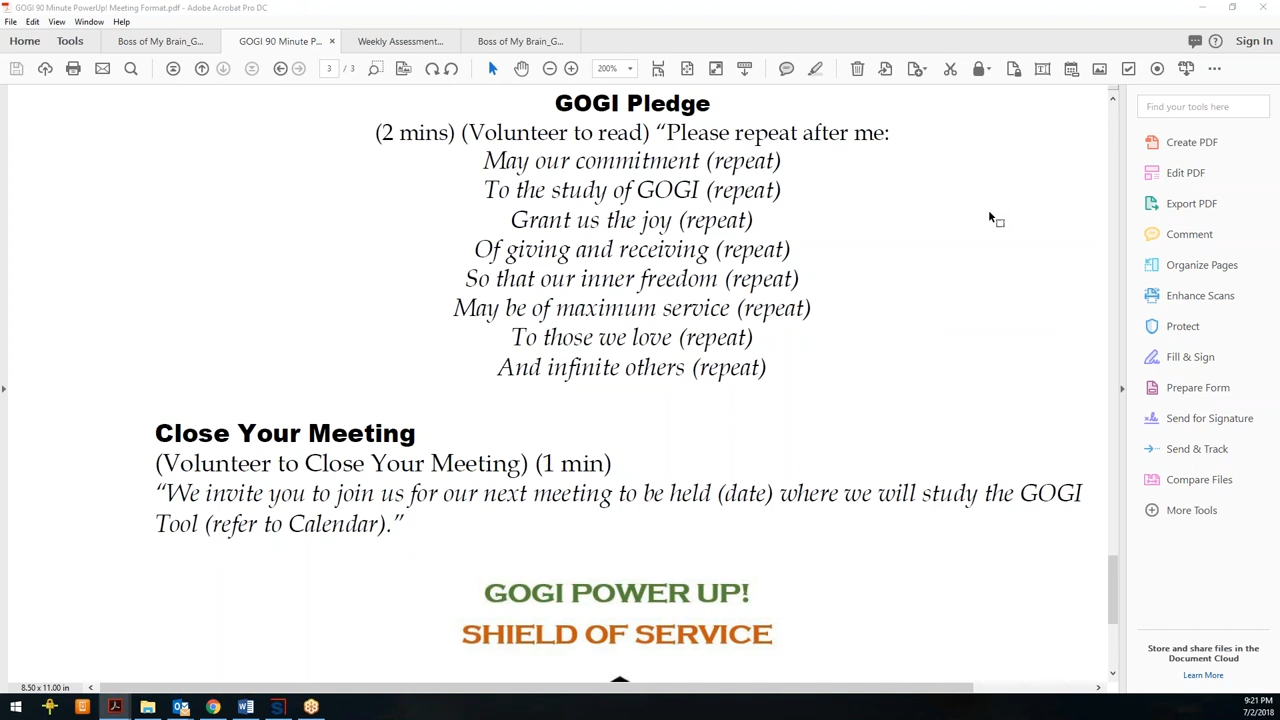 GOGI 90 Minute PowerUp! Meeting Format.pdf - Adobe Acrobat Pro DC
File Edit View Window Help
Home Tools Boss of My Brain_G... GOGI 90 Minute P... × Weekly Assessment... Boss of My Brain_G... Sign In
3 / 3 200%
GOGI Pledge
(2 mins) (Volunteer to read) “Please repeat after me:
May our commitment (repeat)
To the study of GOGI (repeat)
Grant us the joy (repeat)
Of giving and receiving (repeat)
So that our inner freedom (repeat)
May be of maximum service (repeat)
To those we love (repeat)
And infinite others (repeat)
Close Your Meeting
(Volunteer to Close Your Meeting) (1 min)
“We invite you to join us for our next meeting to be held (date) where we will study the GOGI
Tool (refer to Calendar).”
GOGI POWER UP!
SHIELD OF SERVICE
8.50 x 11.00 in
Find your tools here
Create PDF
Edit PDF
Export PDF
Comment
Organize Pages
Enhance Scans
Protect
Fill & Sign
Prepare Form
Send for Signature
Send & Track
Compare Files
More Tools
Store and share files in the
Document Cloud
Learn More
9:21 PM
7/2/2018